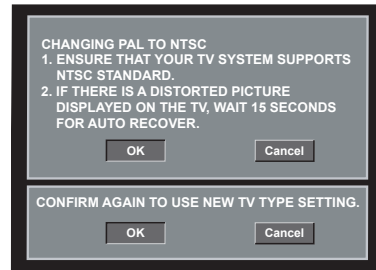 CHANGING PAL TO NTSC
1. ENSURE THAT YOUR TV SYSTEM SUPPORTS
NTSC STANDARD.
2. IF THERE IS A DISTORTED PICTURE
DISPLAYED ON THE TV, WAIT 15 SECONDS
FOR AUTO RECOVER.
OK Cancel
CONFIRM AGAIN TO USE NEW TV TYPE SETTING.
OK Cancel